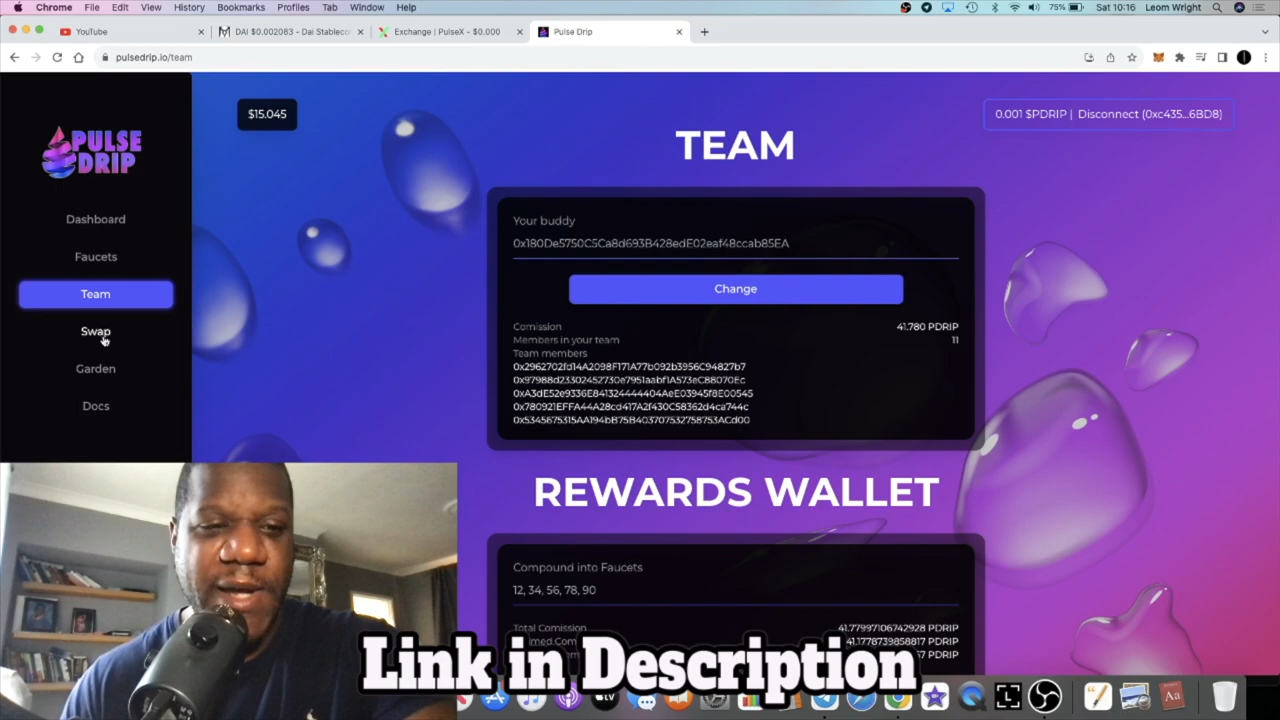 Chrome File Edit View History Bookmarks Profiles Tab Window Help 75% Sat 10:16 Leom Wright
YouTube
DAI $0.002083 - Dai Stableco
Exchange | PulseX - $0.000
Pulse Drip
pulsedrip.io/team
PULSE
DRIP
Dashboard
Faucets
Team
Swap
Garden
Docs
$15.045
0.001 $PDRIP | Disconnect (0xc435...6BD8)
TEAM
Your buddy
0x180De5750C5Ca8d693B428edE02eaf48ccab85EA
Change
Comission 41.780 PDRIP
Members in your team 11
Team members
0x2962702fd14A2098F171A77b092b3956C94827b7
0x97988d23302452730e7951aabf1A573eC88070Ec
0xA3dE52e9336E841324444404AeE03945f8E00545
0x780921EFFA44A28cd417A2f430C58362d4ca744c
0x5345675315AA194bB75B403707532758753ACd00
REWARDS WALLET
Compound into Faucets
12, 34, 56, 78, 90
Total Comission 41.77997106742928 PDRIP
41.1778739858817 PDRIP
PDRIP
Link in Description